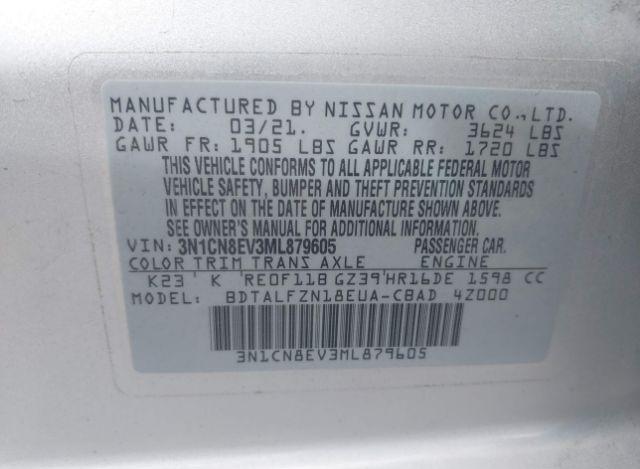 MANUFACTURED BY NISSAN MOTOR CO.,LTD.
DATE: 03/21. GVWR: 3624 LBS
GAWR FR: 1905 LBS GAWR RR: 1720 LBS
THIS VEHICLE CONFORMS TO ALL APPLICABLE FEDERAL MOTOR
VEHICLE SAFETY, BUMPER AND THEFT PREVENTION STANDARDS
IN EFFECT ON THE DATE OF MANUFACTURE SHOWN ABOVE.
SEE OWNER'S MANUAL FOR ADDITIONAL INFORMATION.
VIN: 3N1CN8EV3ML879605 PASSENGER CAR.
COLOR TRIM TRANS AXLE ENGINE
K23 K RE0F11B GZ39 HR16DE 1598 CC
MODEL: BDTALFZN18EUA-CBAD 4Z000
3N1CN8EV3ML879605